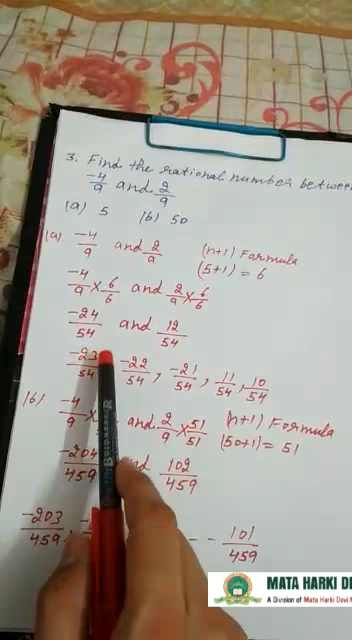 3. Find the rational number between
-4/9 and 2/9
(a) 5 (b) 50
(a) -4/9 and 2/9 (n+1) Formula
(5+1) = 6
-4/9 × 6/6 and 2/9 × 6/6
-24/54 and 12/54
-23/54 -22/54, -21/54, 11/54, 10/54
(b) -4/9 × and 2/9 × 51/51 (n+1) Formula
(50+1) = 51
-204/459 and 102/459
-203/459, - - 101/459
MATA HARKI DE
A Division of Mata Harki Devi